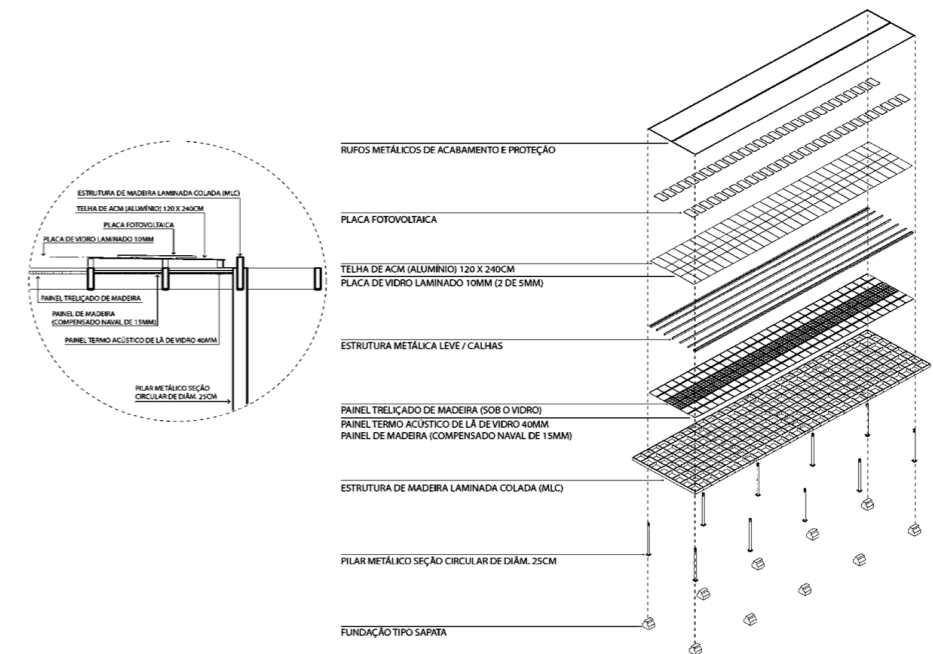 ESTRUTURA DE MADEIRA LAMINADA COLADA (MLC)
TELHA DE ACM (ALUMÍNIO) 120 X 240CM
PLACA FOTOVOLTAICA
PLACA DE VIDRO LAMINADO 10MM
PAINEL TRELIÇADO DE MADEIRA
PAINEL DE MADEIRA
(COMPENSADO NAVAL DE 15MM)
PAINEL TERMO ACÚSTICO DE LÃ DE VIDRO 40MM
PILAR METÁLICO SEÇÃO
CIRCULAR DE DIÂM. 25CM
RUFOS METÁLICOS DE ACABAMENTO E PROTEÇÃO
PLACA FOTOVOLTAICA
TELHA DE ACM (ALUMÍNIO) 120 X 240CM
PLACA DE VIDRO LAMINADO 10MM (2 DE 5MM)
ESTRUTURA METÁLICA LEVE / CALHAS
PAINEL TRELIÇADO DE MADEIRA (SOB O VIDRO)
PAINEL TERMO ACÚSTICO DE LÃ DE VIDRO 40MM
PAINEL DE MADEIRA (COMPENSADO NAVAL DE 15MM)
ESTRUTURA DE MADEIRA LAMINADA COLADA (MLC)
PILAR METÁLICO SEÇÃO CIRCULAR DE DIÂM. 25CM
FUNDAÇÃO TIPO SAPATA